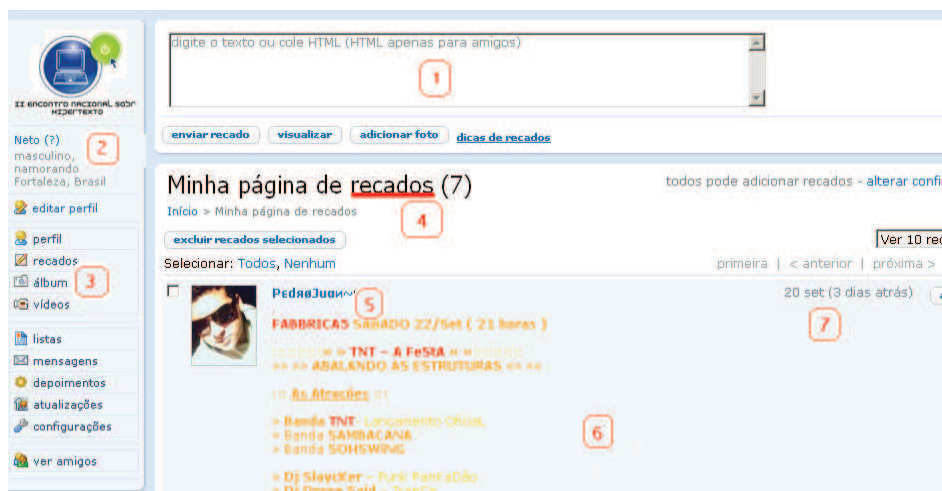 digite o texto ou cole HTML (HTML apenas para amigos)
1
II ENCONTRO NACIONAL SOBR
HIPERTEXTO
enviar recado visualizar adicionar foto dicas de recados
Neto (?)
2
masculino,
namorando
Fortaleza, Brasil
editar perfil
perfil
recados
álbum
3
vídeos
listas
mensagens
depoimentos
atualizações
configurações
ver amigos
Minha página de recados (7)
todos pode adicionar recados - alterar confi
Início > Minha página de recados
4
excluir recados selecionados
Ver 10 rec
Selecionar: Todos, Nenhum
primeira | < anterior | próxima >
5
20 set (3 dias atrás)
7
FABBRICA5 SÁBADO 22/Set ( 21 horas )
» » TNT - A FeStA « «
»» »» ABALANDO AS ESTRUTURAS «« ««
::: As Atrações :::
» Banda TNT - Lançamento Oficial
» Banda SAMBACANA
» Banda SOHSWING
6
» Dj SlaycKer - Funk PankaDão